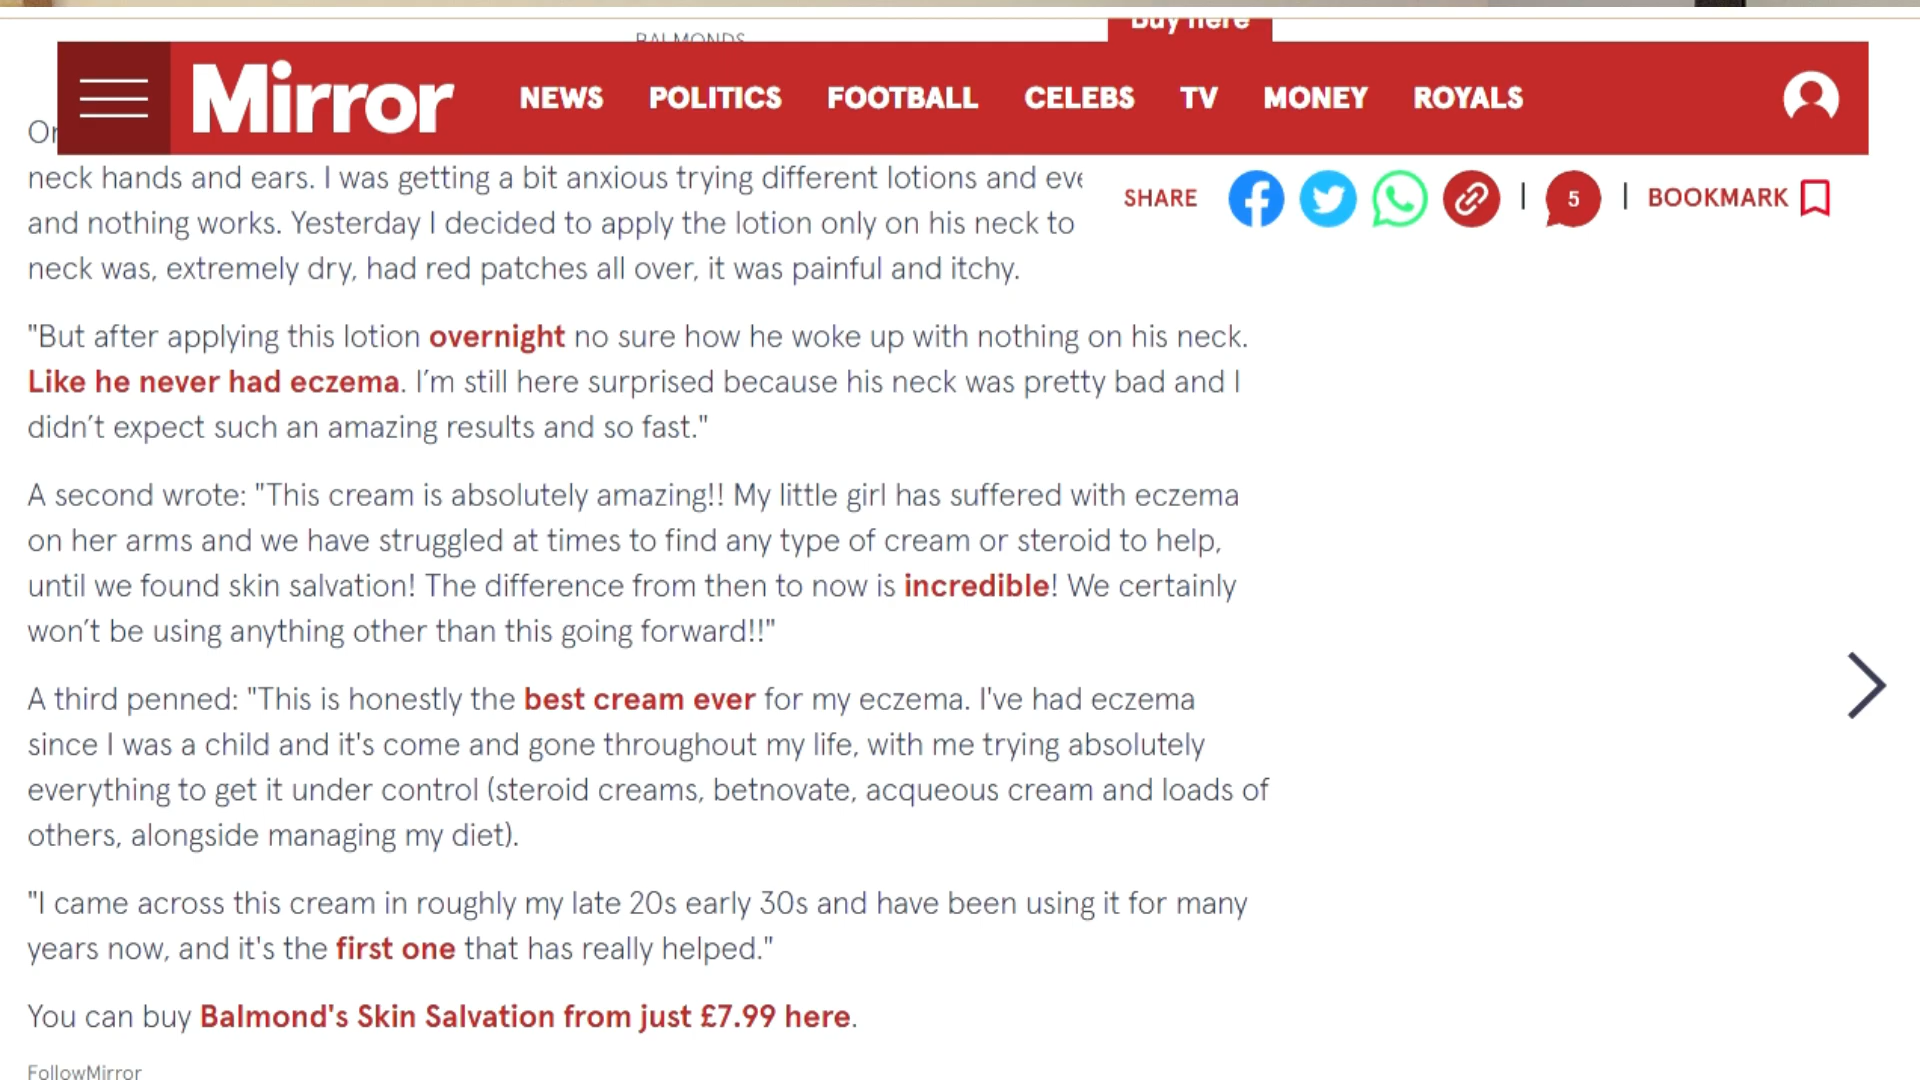 Buy here
BALMONDS
Mirror
NEWS POLITICS FOOTBALL CELEBS TV MONEY ROYALS
neck hands and ears. I was getting a bit anxious trying different lotions and
and nothing works. Yesterday I decided to apply the lotion only on his neck to
neck was, extremely dry, had red patches all over, it was painful and itchy.
SHARE | 5 | BOOKMARK
"But after applying this lotion overnight no sure how he woke up with nothing on his neck.
Like he never had eczema. I’m still here surprised because his neck was pretty bad and I
didn’t expect such an amazing results and so fast."
A second wrote: "This cream is absolutely amazing!! My little girl has suffered with eczema
on her arms and we have struggled at times to find any type of cream or steroid to help,
until we found skin salvation! The difference from then to now is incredible! We certainly
won’t be using anything other than this going forward!!"
A third penned: "This is honestly the best cream ever for my eczema. I've had eczema
since I was a child and it's come and gone throughout my life, with me trying absolutely
everything to get it under control (steroid creams, betnovate, acqueous cream and loads of
others, alongside managing my diet).
"I came across this cream in roughly my late 20s early 30s and have been using it for many
years now, and it's the first one that has really helped."
You can buy Balmond's Skin Salvation from just £7.99 here.
FollowMirror